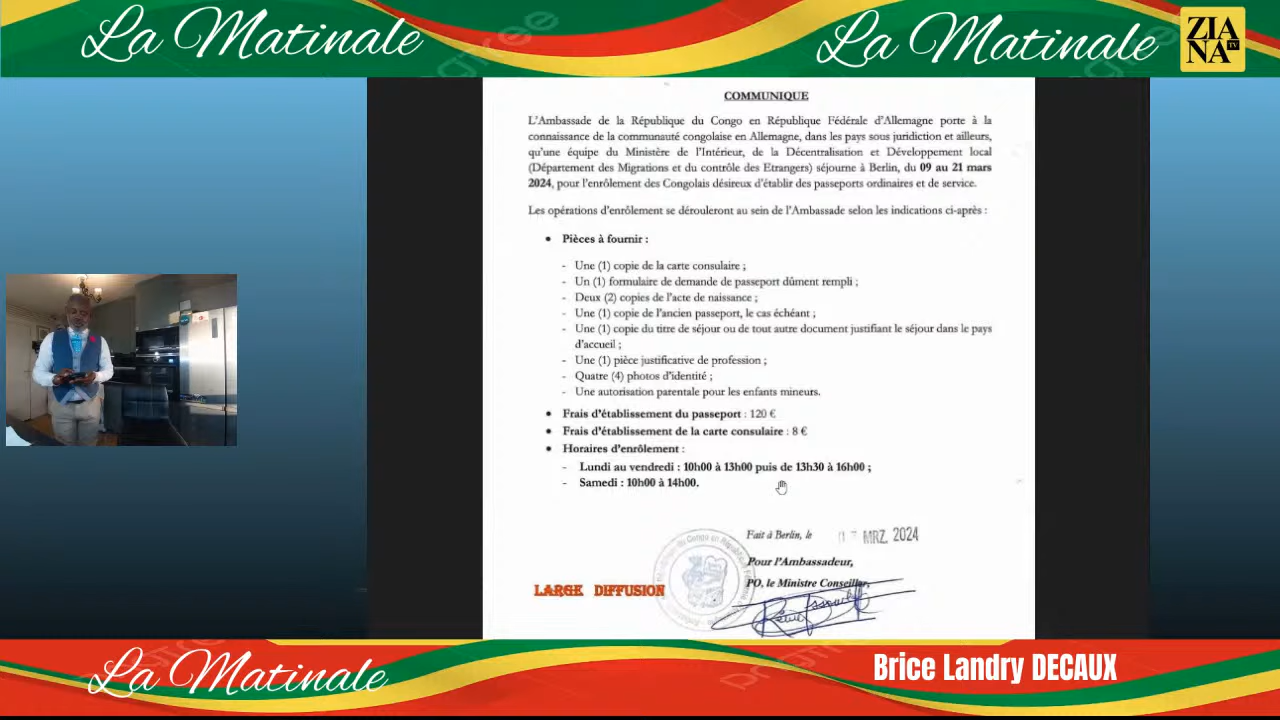 La Matinale
La Matinale
ZIA
NA TV
COMMUNIQUE
L'Ambassade de la République du Congo en République Fédérale d'Allemagne porte à la
connaissance de la communauté congolaise en Allemagne, dans les pays sous juridiction et ailleurs,
qu'une équipe du Ministère de l'Intérieur, de la Décentralisation et Développement local
(Département des Migrations et du contrôle des Etrangers) séjourne à Berlin, du 09 au 21 mars
2024, pour l'enrôlement des Congolais désireux d'établir des passeports ordinaires et de service.
Les opérations d'enrôlement se dérouleront au sein de l'Ambassade selon les indications ci-après :
• Pièces à fournir :
- Une (1) copie de la carte consulaire ;
- Un (1) formulaire de demande de passeport dûment rempli ;
- Deux (2) copies de l'acte de naissance ;
- Une (1) copie de l'ancien passeport, le cas échéant ;
- Une (1) copie du titre de séjour ou de tout autre document justifiant le séjour dans le pays
d'accueil ;
- Une (1) pièce justificative de profession ;
- Quatre (4) photos d'identité ;
- Une autorisation parentale pour les enfants mineurs.
• Frais d'établissement du passeport : 120 €
• Frais d'établissement de la carte consulaire : 8 €
• Horaires d'enrôlement :
- Lundi au vendredi : 10h00 à 13h00 puis de 13h30 à 16h00 ;
- Samedi : 10h00 à 14h00.
Fait à Berlin, le MRZ. 2024
Pour l'Ambassadeur,
PO, le Ministre Conseiller,
LARGE DIFFUSION
La Matinale
Brice Landry DECAUX